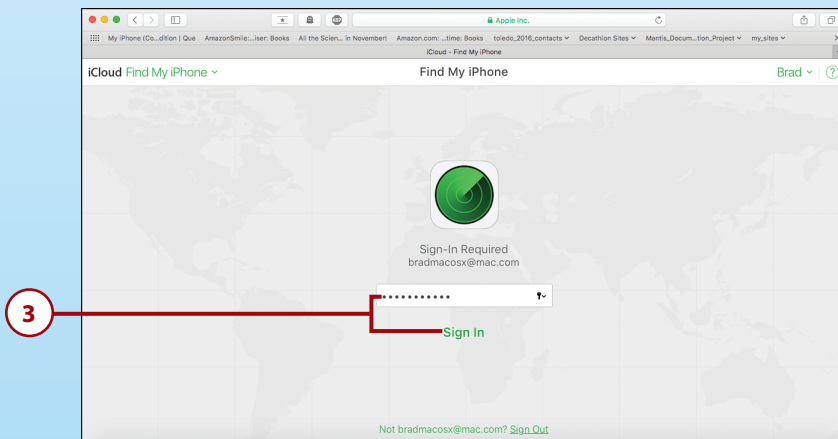 Apple Inc.
My iPhone (Co...dition | Que AmazonSmile:...iser: Books All the Scien... in November! Amazon.com: ...time: Books toledo_2016_contacts Decathlon Sites Mantis_Docum...tion_Project my_sites
iCloud - Find My iPhone
iCloud Find My iPhone Find My iPhone Brad ?
Sign-In Required
bradmacosx@mac.com
3
Sign In
Not bradmacosx@mac.com? Sign Out